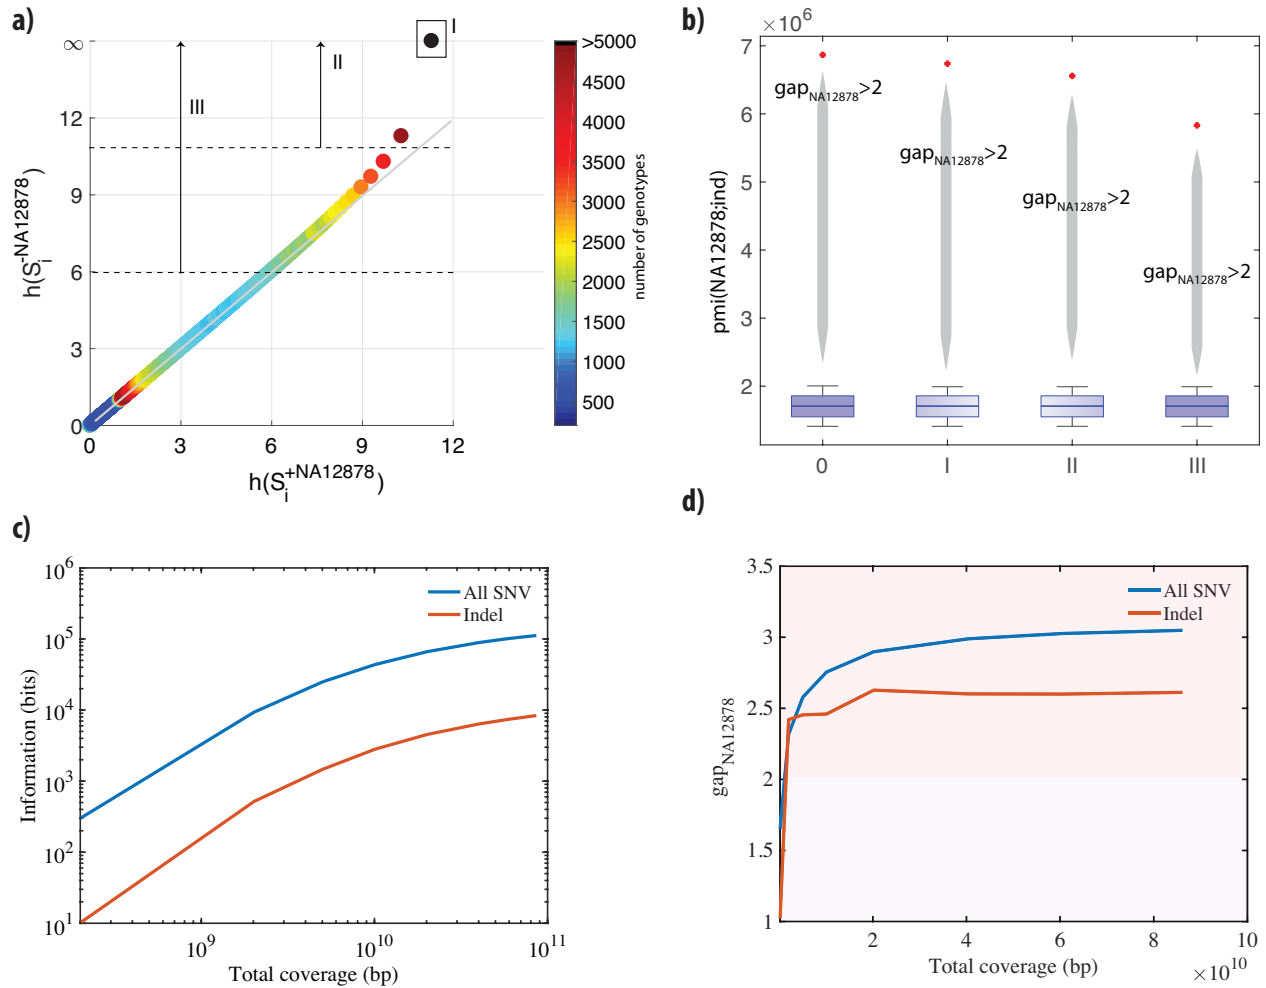 a)
h(S_i^-NA12878)
∞
12
9
6
3
0
0 3 6 9 12
h(S_i^+NA12878)
I
II
III
>5000
4500
4000
3500
3000
2500
2000
1500
1000
500
number of genotypes
b)
×10^6
pmi(NA12878;ind)
7
6
5
4
3
2
gap_NA12878>2
gap_NA12878>2
gap_NA12878>2
gap_NA12878>2
0 I II III
c)
Information (bits)
10^6
10^5
10^4
10^3
10^2
10^1
All SNV
Indel
10^9 10^10 10^11
Total coverage (bp)
d)
gap_NA12878
3.5
3
2.5
2
1.5
1
All SNV
Indel
2 4 6 8 10
Total coverage (bp)
×10^10